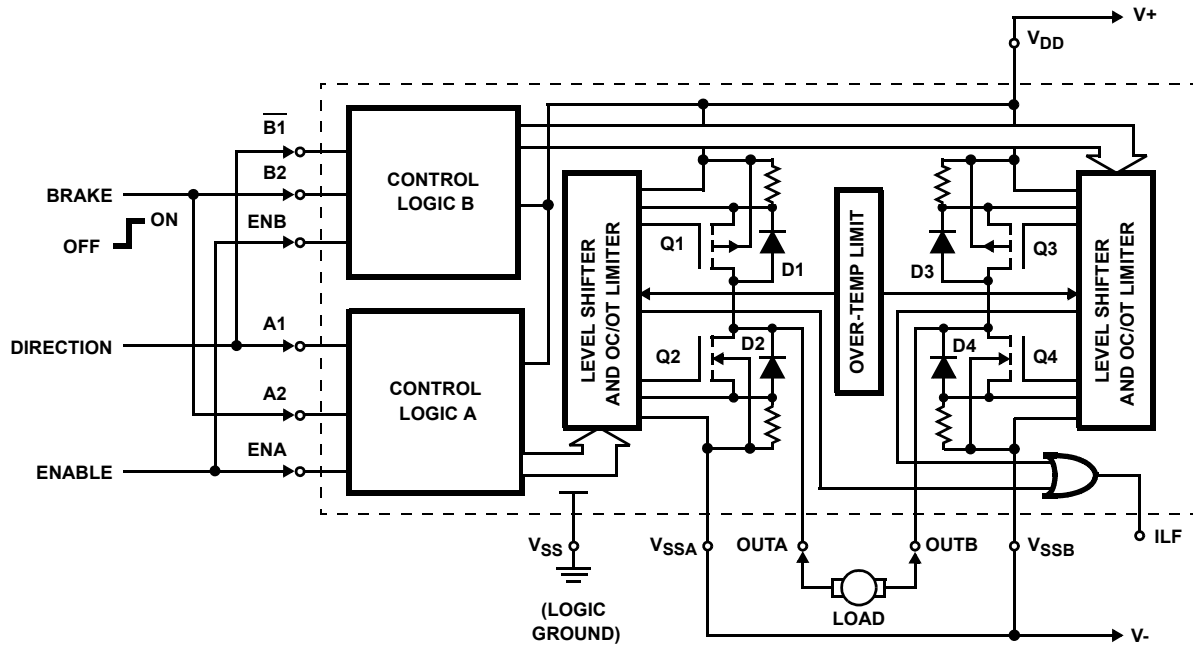 V+
VDD
B1
B2
ENB
BRAKE
ON
OFF
CONTROL
LOGIC B
A1
DIRECTION
A2
ENA
ENABLE
CONTROL
LOGIC A
LEVEL SHIFTER
AND OC/OT LIMITER
Q1
D1
Q2
D2
OVER-TEMP LIMIT
D3
Q3
D4
Q4
LEVEL SHIFTER
AND OC/OT LIMITER
VSS
(LOGIC
GROUND)
VSSA
OUTA
OUTB
VSSB
ILF
LOAD
V-